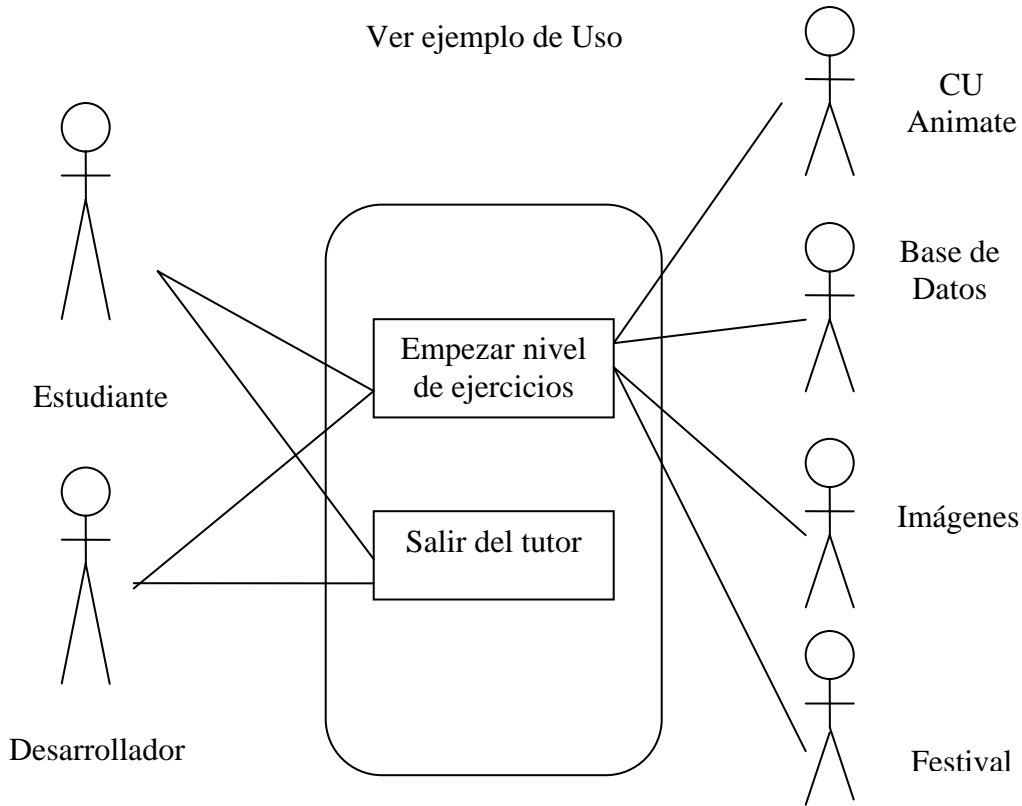 Ver ejemplo de Uso
CU
Animate
Base de
Datos
Empezar nivel
de ejercicios
Estudiante
Imágenes
Salir del tutor
Desarrollador
Festival